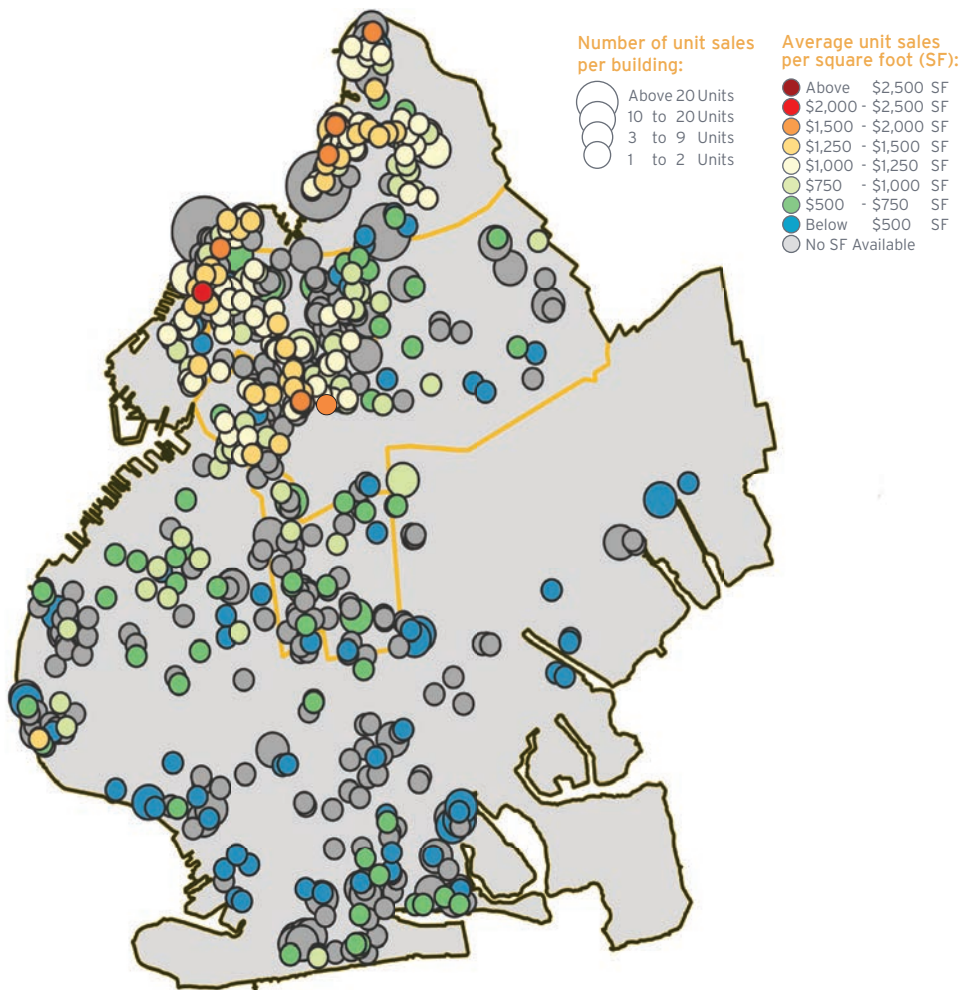 Number of unit sales
per building:
Above 20 Units
10 to 20 Units
3 to 9 Units
1 to 2 Units
Average unit sales
per square foot (SF):
Above $2,500 SF
$2,000 - $2,500 SF
$1,500 - $2,000 SF
$1,250 - $1,500 SF
$1,000 - $1,250 SF
$750 - $1,000 SF
$500 - $750 SF
Below $500 SF
No SF Available